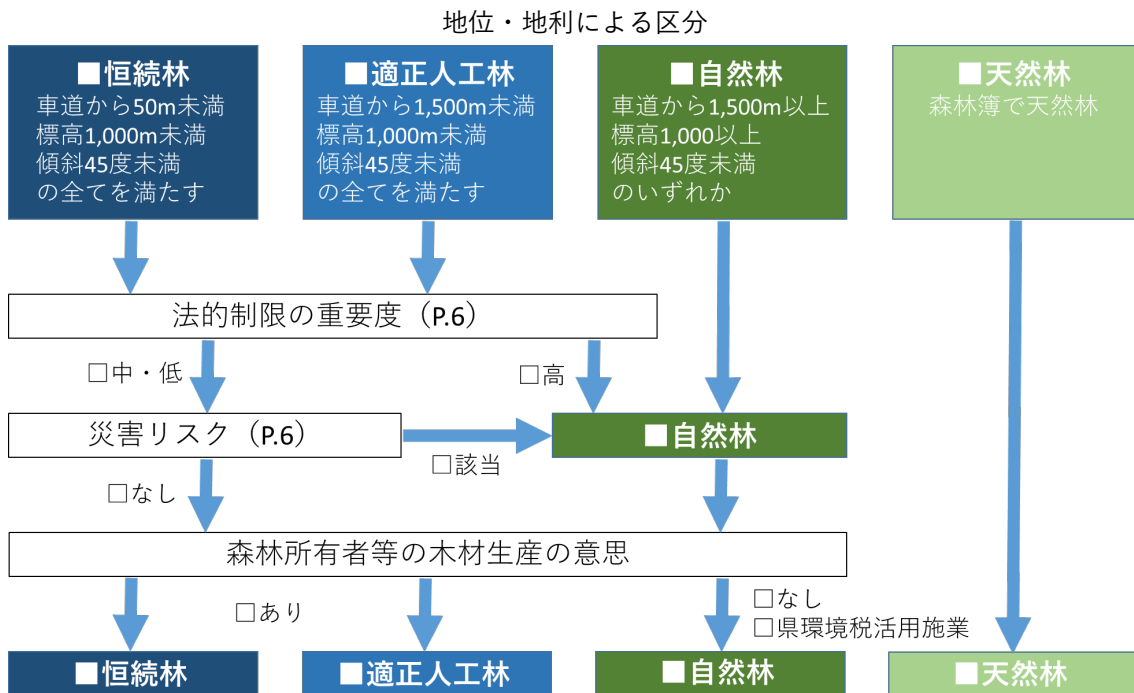 地位・地利による区分
■恒続林
車道から50m未満
標高1,000m未満
傾斜45度未満
の全てを満たす
■適正人工林
車道から1,500m未満
標高1,000m未満
傾斜45度未満
の全てを満たす
■自然林
車道から1,500m以上
標高1,000以上
傾斜45度未満
のいずれか
■天然林
森林簿で天然林
法的制限の重要度（P.6）
□中・低
□高
災害リスク（P.6）
□該当
■自然林
□なし
森林所有者等の木材生産の意思
□あり
□なし
□県環境税活用施業
■恒続林
■適正人工林
■自然林
■天然林